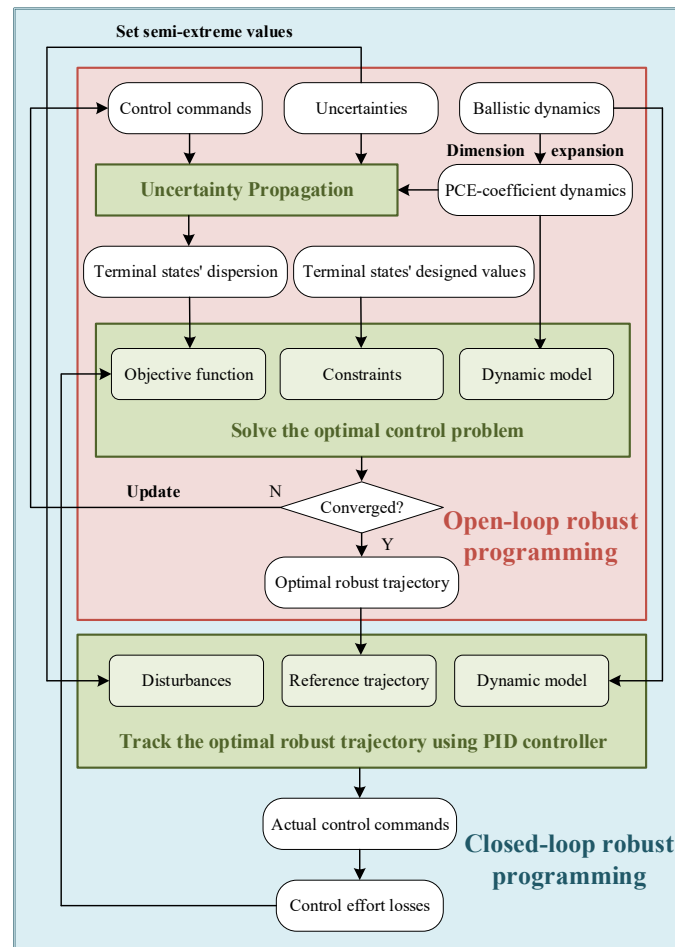 Set semi-extreme values
Control commands
Uncertainties
Ballistic dynamics
Dimension expansion
Uncertainty Propagation
PCE-coefficient dynamics
Terminal states' dispersion
Terminal states' designed values
Objective function
Constraints
Dynamic model
Solve the optimal control problem
Update
N
Converged?
Y
Open-loop robust
programming
Optimal robust trajectory
Disturbances
Reference trajectory
Dynamic model
Track the optimal robust trajectory using PID controller
Actual control commands
Closed-loop robust
programming
Control effort losses